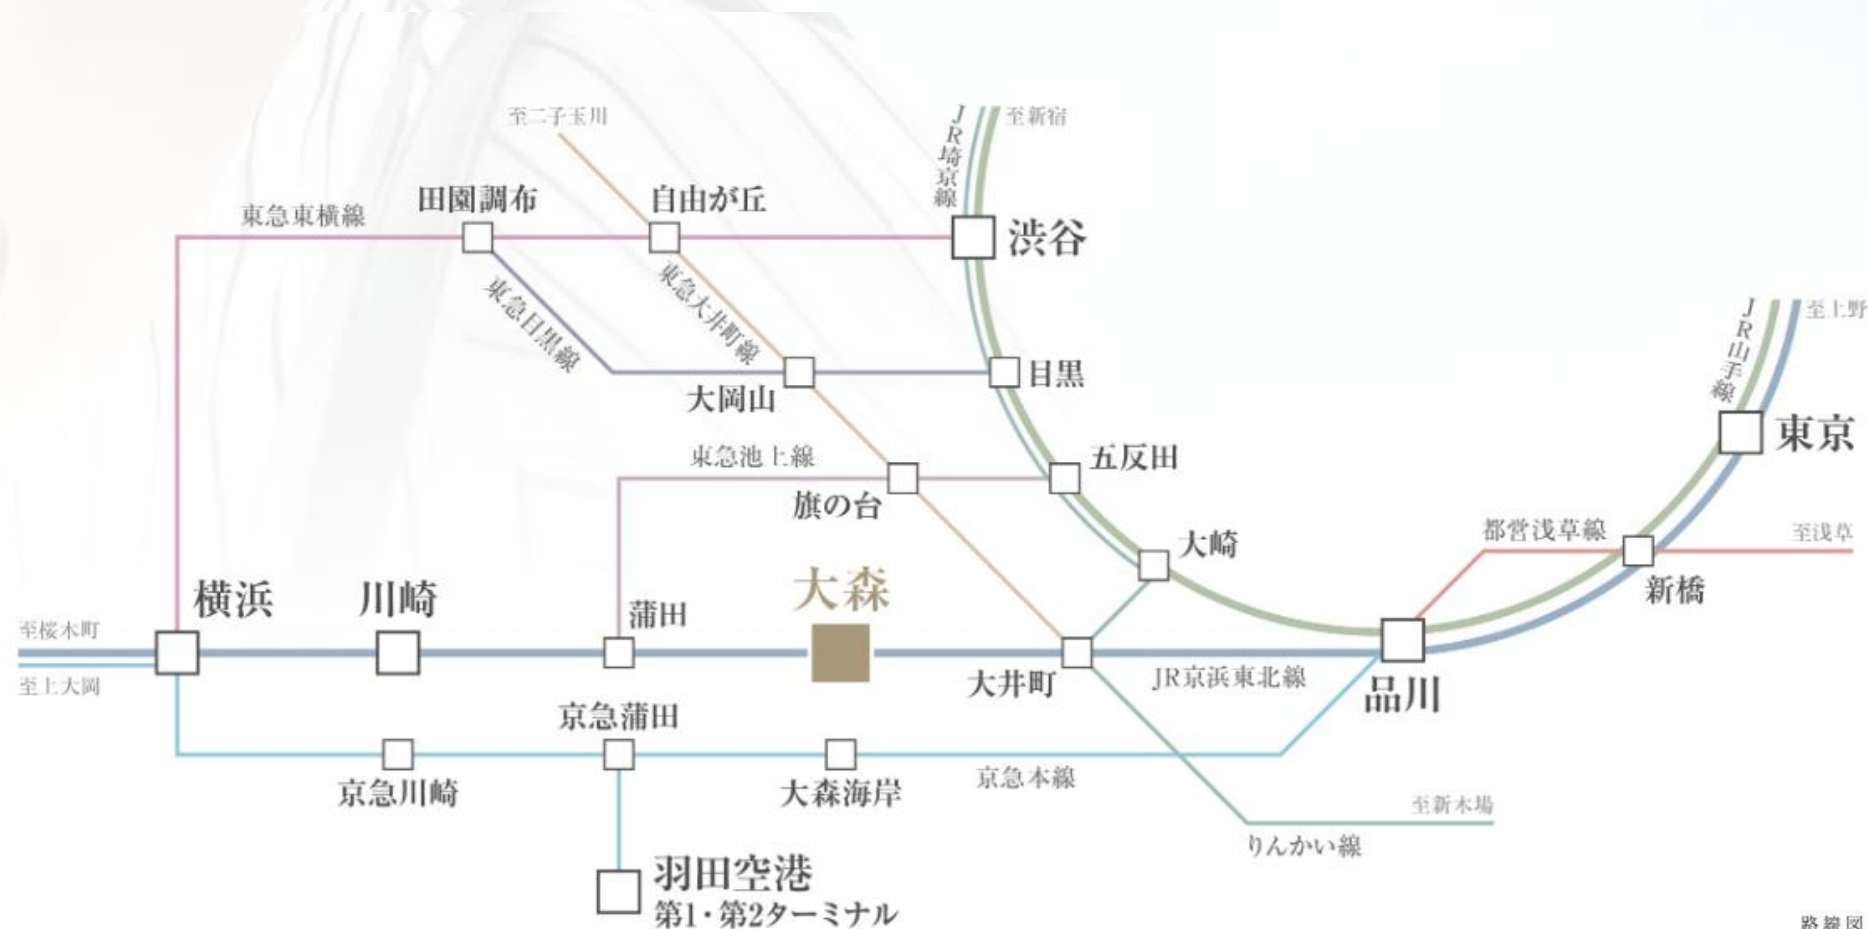 至二子玉川
JR埼京線
至新宿
田園調布
自由が丘
東急東横線
渋谷
東急目黒線
東急大井町線
JR山手線
至上野
目黒
大岡山
東京
東急池上線
五反田
旗の台
都営浅草線
至浅草
大崎
新橋
横浜
川崎
大森
蒲田
至桜木町
至上大岡
大井町
JR京浜東北線
品川
京急蒲田
京急川崎
大森海岸
京急本線
至新木場
りんかい線
羽田空港
第1・第2ターミナル
路線図